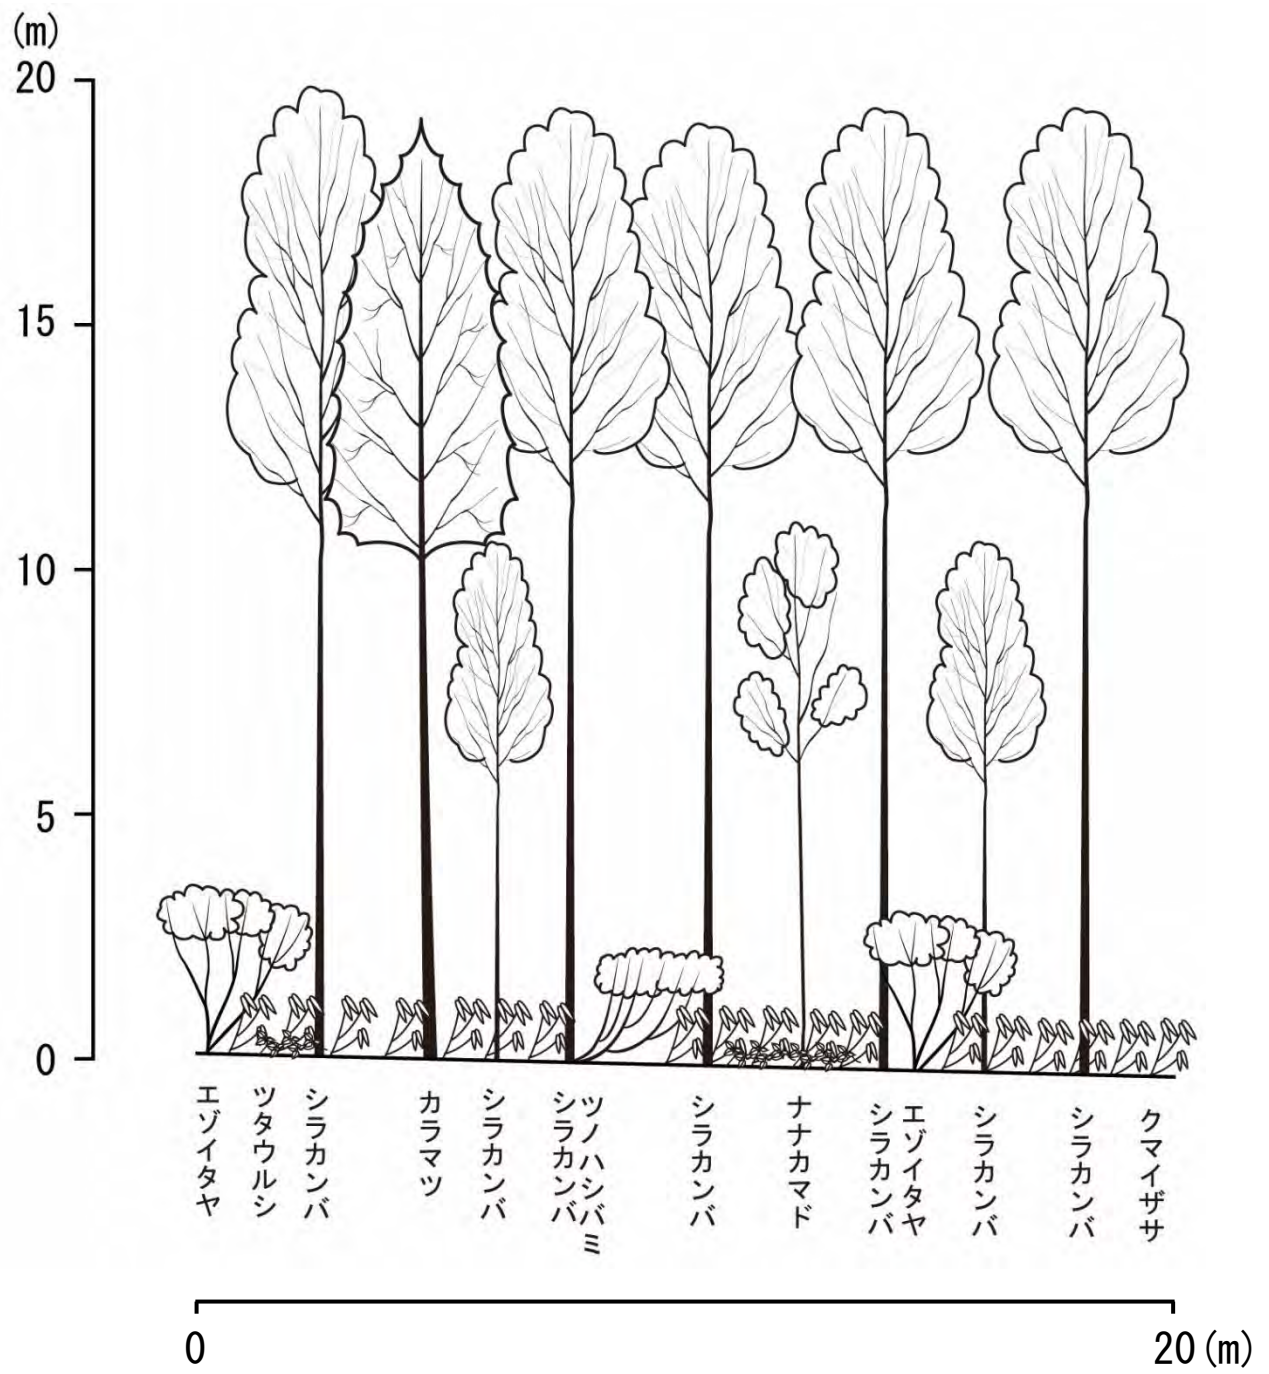 (m)
20
15
10
5
0
エゾイタヤ
ツタウルシ
シラカンバ
カラマツ
シラカンバ
シラカンバ
ツノハシバミ
シラカンバ
ナナカマド
シラカンバ
エゾイタヤ
シラカンバ
シラカンバ
クマイザサ
0
20(m)